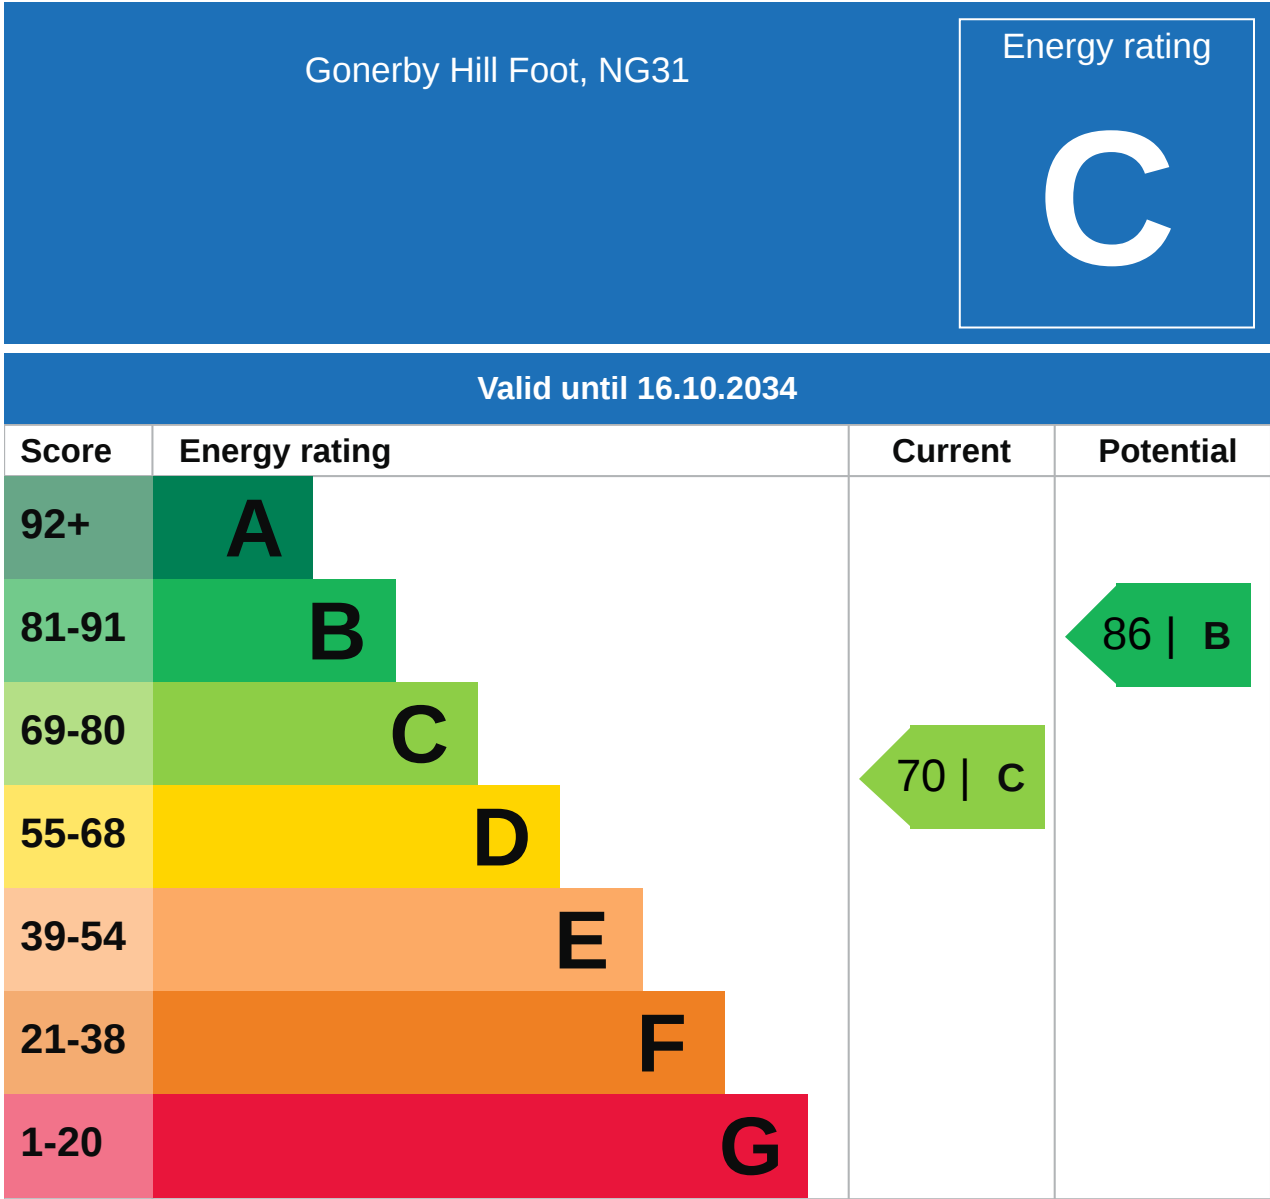 Gonerby Hill Foot, NG31
Energy rating
C
Valid until 16.10.2034
Score Energy rating Current Potential
92+ A
81-91 B 86 | B
69-80 C 70 | C
55-68 D
39-54 E
21-38 F
1-20 G